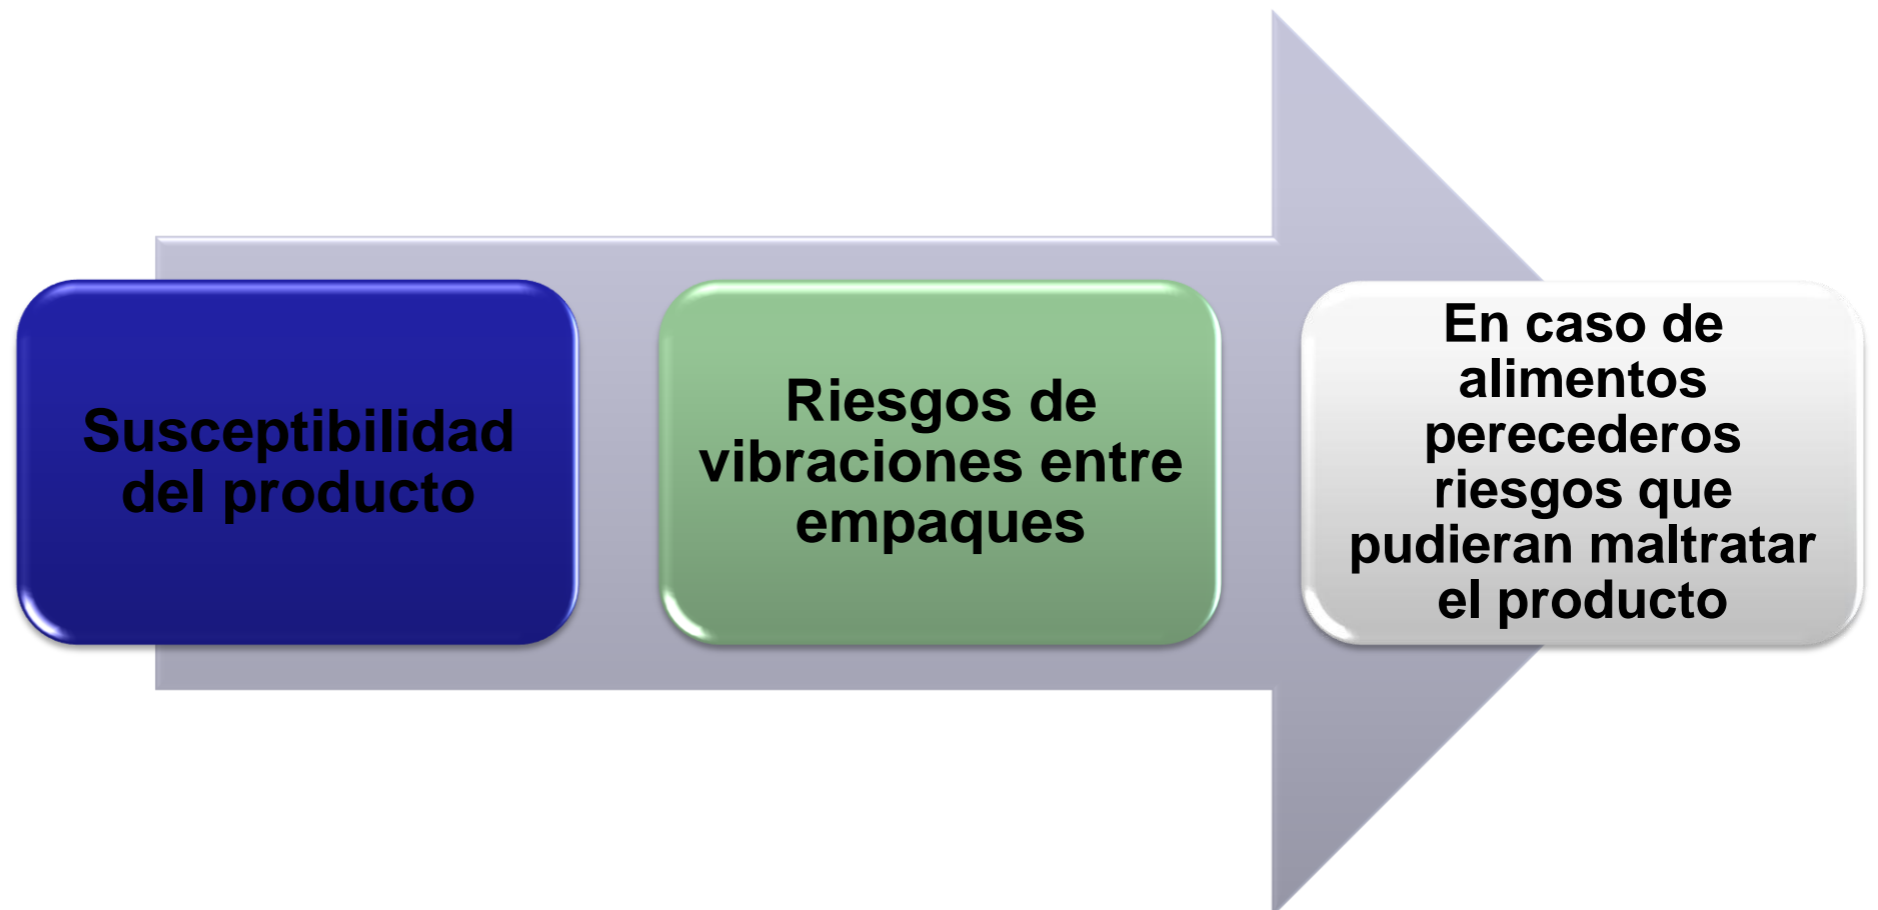 Susceptibilidad
del producto
Riesgos de
vibraciones entre
empaques
En caso de
alimentos
perecederos
riesgos que
pudieran maltratar
el producto